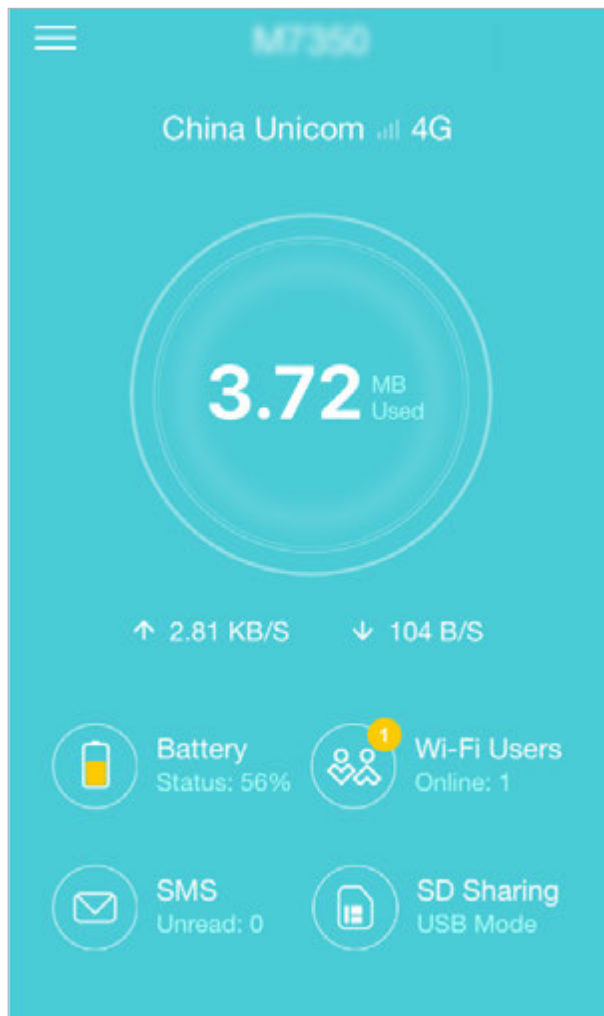 M7350
China Unicom 4G
3.72 MB Used
2.81 KB/S 104 B/S
Battery
Status: 56%
1
Wi-Fi Users
Online: 1
SMS
Unread: 0
SD Sharing
USB Mode